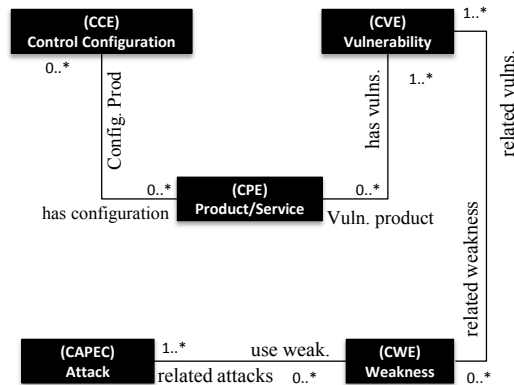 (CCE)
Control Configuration
(CVE)
Vulnerability
1..*
0..*
1..*
Config. Prod
has vulns.
related vulns.
0..*
(CPE)
Product/Service
0..*
has configuration
Vuln. product
related weakness
(CAPEC)
Attack
1..*
use weak.
(CWE)
Weakness
related attacks
0..*
0..*